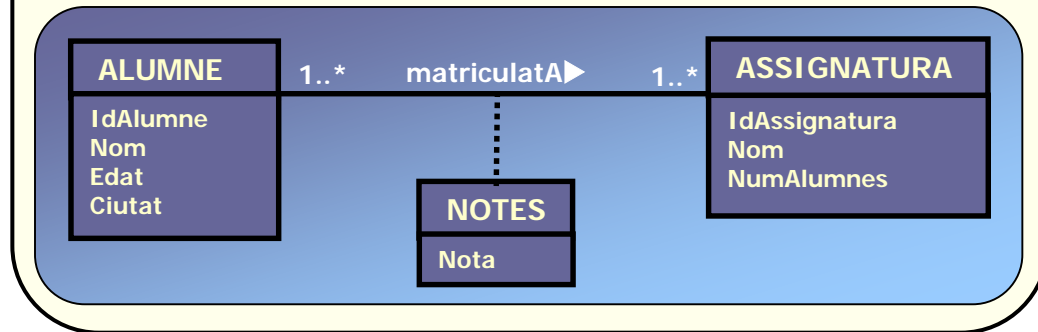 ALUMNE
IdAlumne
Nom
Edat
Ciutat
1..* matriculatA▶ 1..*
NOTES
Nota
ASSIGNATURA
IdAssignatura
Nom
NumAlumnes